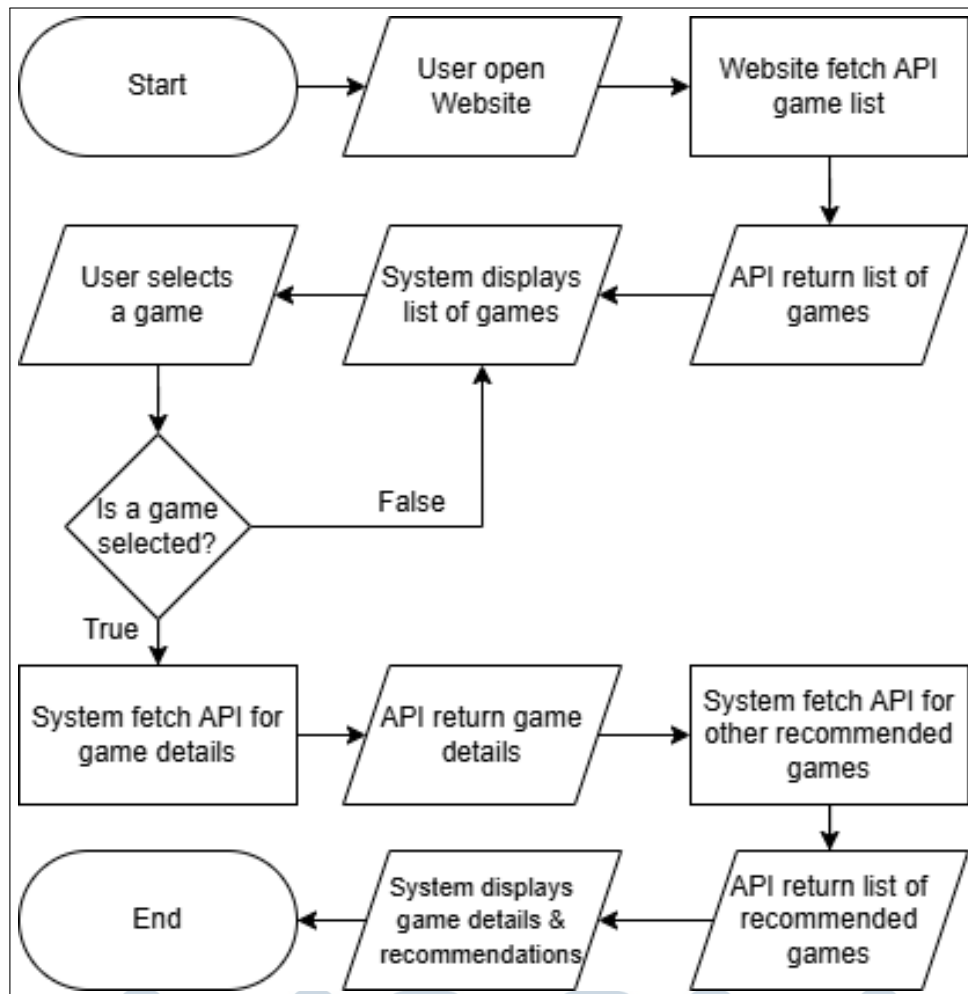 Start
User open
Website
Website fetch API
game list
User selects
a game
System displays
list of games
API return list of
games
Is a game
selected?
False
True
System fetch API for
game details
API return game
details
System fetch API for
other recommended
games
End
System displays
game details &
recommendations
API return list of
recommended
games